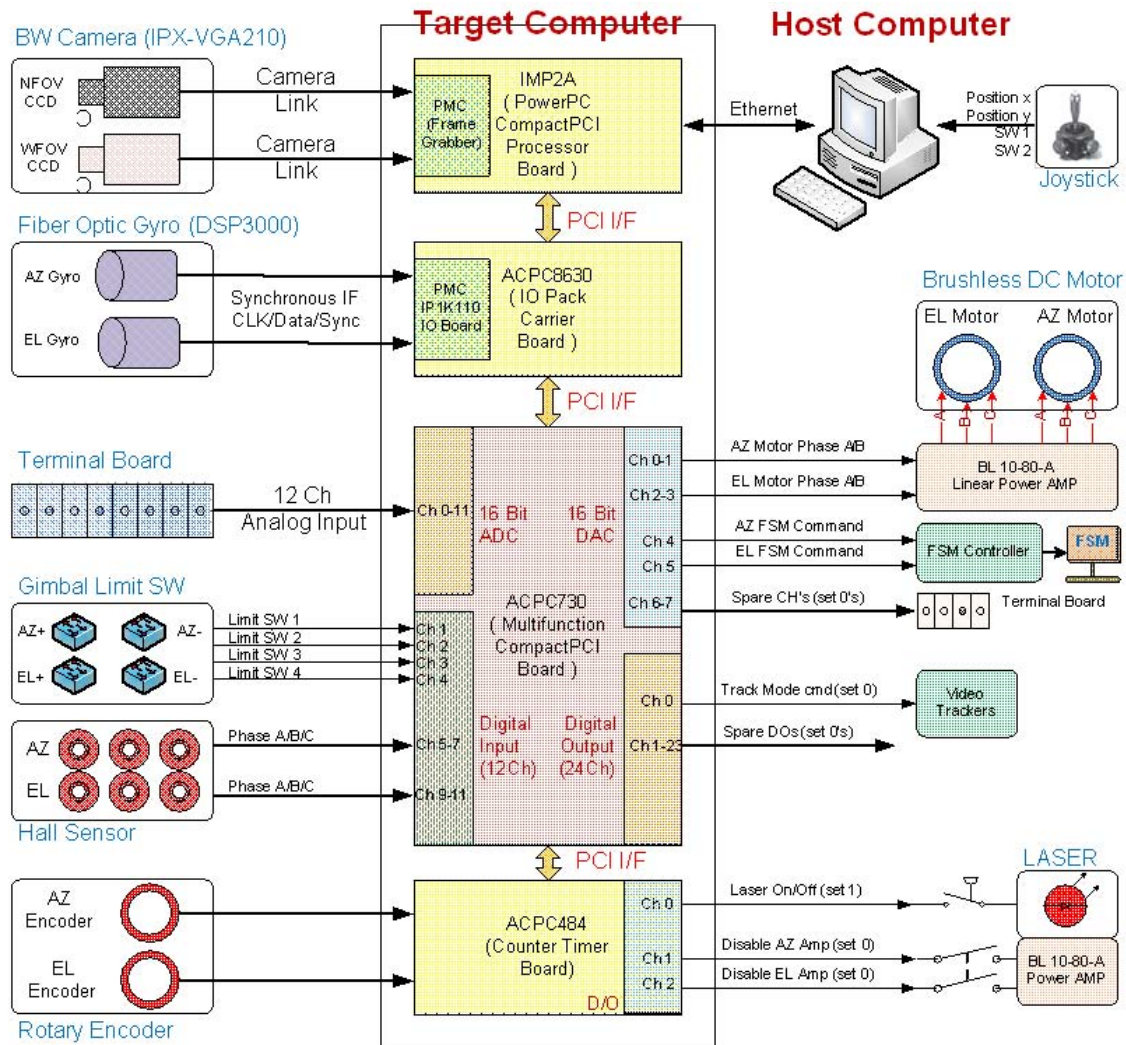 Target Computer
Host Computer
BW Camera (IPX-VGA210)
NFOV
CCD
WFOV
CCD
Camera
Link
Camera
Link
PMC
(Frame
Grabber)
IMP2A
( PowerPC
CompactPCI
Processor
Board )
Ethernet
Position x
Position y
SW 1
SW 2
Joystick
PCI I/F
Fiber Optic Gyro (DSP3000)
AZ Gyro
EL Gyro
Synchronous IF
CLK/Data/Sync
PMC
IP1K110
IO Board
ACPC8630
( IO Pack
Carrier
Board )
PCI I/F
Brushless DC Motor
EL Motor
AZ Motor
A
B
C
A
B
C
BL 10-80-A
Linear Power AMP
Terminal Board
12 Ch
Analog Input
Ch 0-11
16 Bit
ADC
16 Bit
DAC
Ch 0-1
Ch 2-3
Ch 4
Ch 5
Ch 6-7
AZ Motor Phase A/B
EL Motor Phase A/B
AZ FSM Command
EL FSM Command
FSM Controller
FSM
Spare CH's (set 0's)
Terminal Board
ACPC730
( Multifunction
CompactPCI
Board )
Gimbal Limit SW
AZ+
AZ-
EL+
EL-
Limit SW 1
Limit SW 2
Limit SW 3
Limit SW 4
Ch 1
Ch 2
Ch 3
Ch 4
Digital
Input
(12Ch)
Digital
Output
(24Ch)
Ch 0
Ch 1-23
Track Mode cmd (set 0)
Spare DOs (set 0's)
Video
Trackers
AZ
EL
Phase A/B/C
Phase A/B/C
Ch 5-7
Ch 9-11
Hall Sensor
PCI I/F
AZ
Encoder
EL
Encoder
Rotary Encoder
ACPC484
(Counter Timer
Board)
D/O
Ch 0
Ch 1
Ch 2
Laser On/Off (set 1)
Disable AZ Amp (set 0)
Disable EL Amp (set 0)
LASER
BL 10-80-A
Power AMP